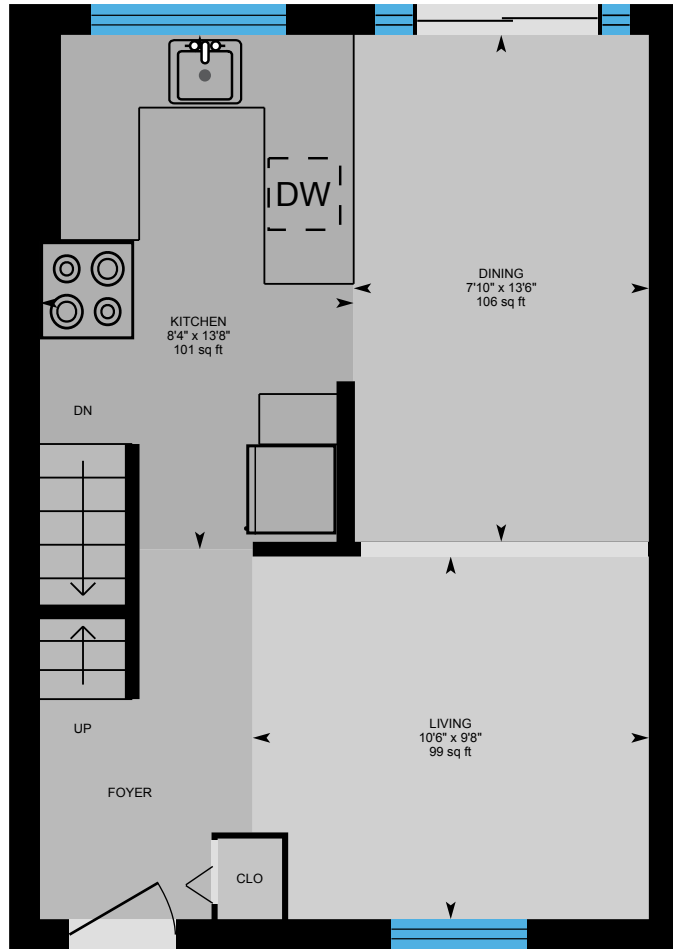 DW
DINING
7'10" x 13'6"
106 sq ft
KITCHEN
8'4" x 13'8"
101 sq ft
DN
UP
LIVING
10'6" x 9'8"
99 sq ft
FOYER
CLO